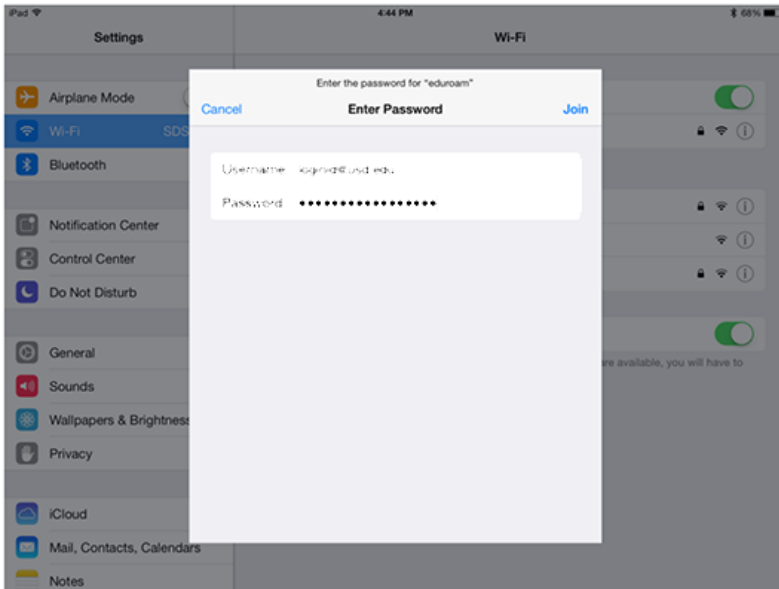 iPad 4:44 PM 68%
Settings
Wi-Fi
Airplane Mode
Wi-Fi SDS
Bluetooth
Notification Center
Control Center
Do Not Disturb
General
Sounds
Wallpapers & Brightness
Privacy
iCloud
Mail, Contacts, Calendars
Notes
Enter the password for “eduroam”
Cancel Enter Password Join
Username
Password •••••••••••••••••
re available, you will have to